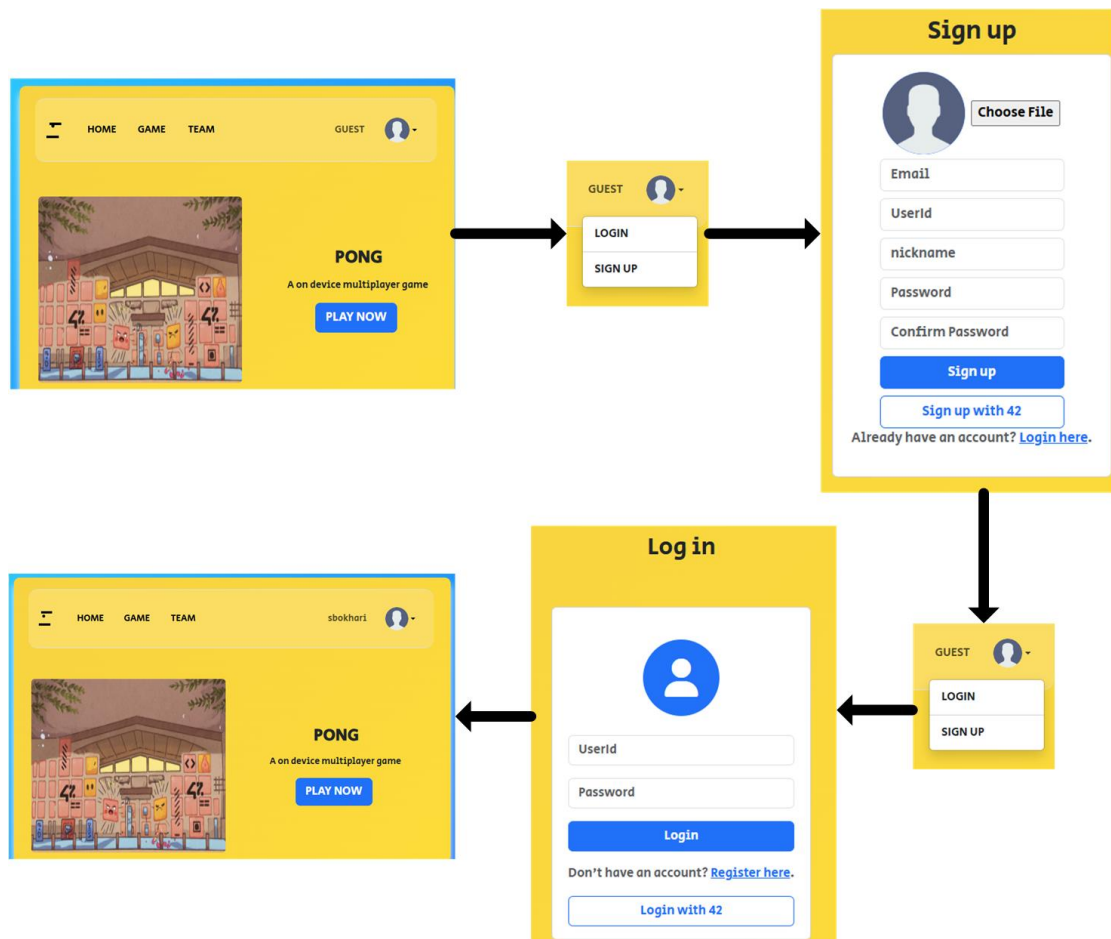 HOME GAME TEAM GUEST
PONG
A on device multiplayer game
PLAY NOW
GUEST
LOGIN
SIGN UP
Sign up
Choose File
Email
UserId
nickname
Password
Confirm Password
Sign up
Sign up with 42
Already have an account? Login here.
GUEST
LOGIN
SIGN UP
Log in
UserId
Password
Login
Don't have an account? Register here.
Login with 42
HOME GAME TEAM sbokhari
PONG
A on device multiplayer game
PLAY NOW